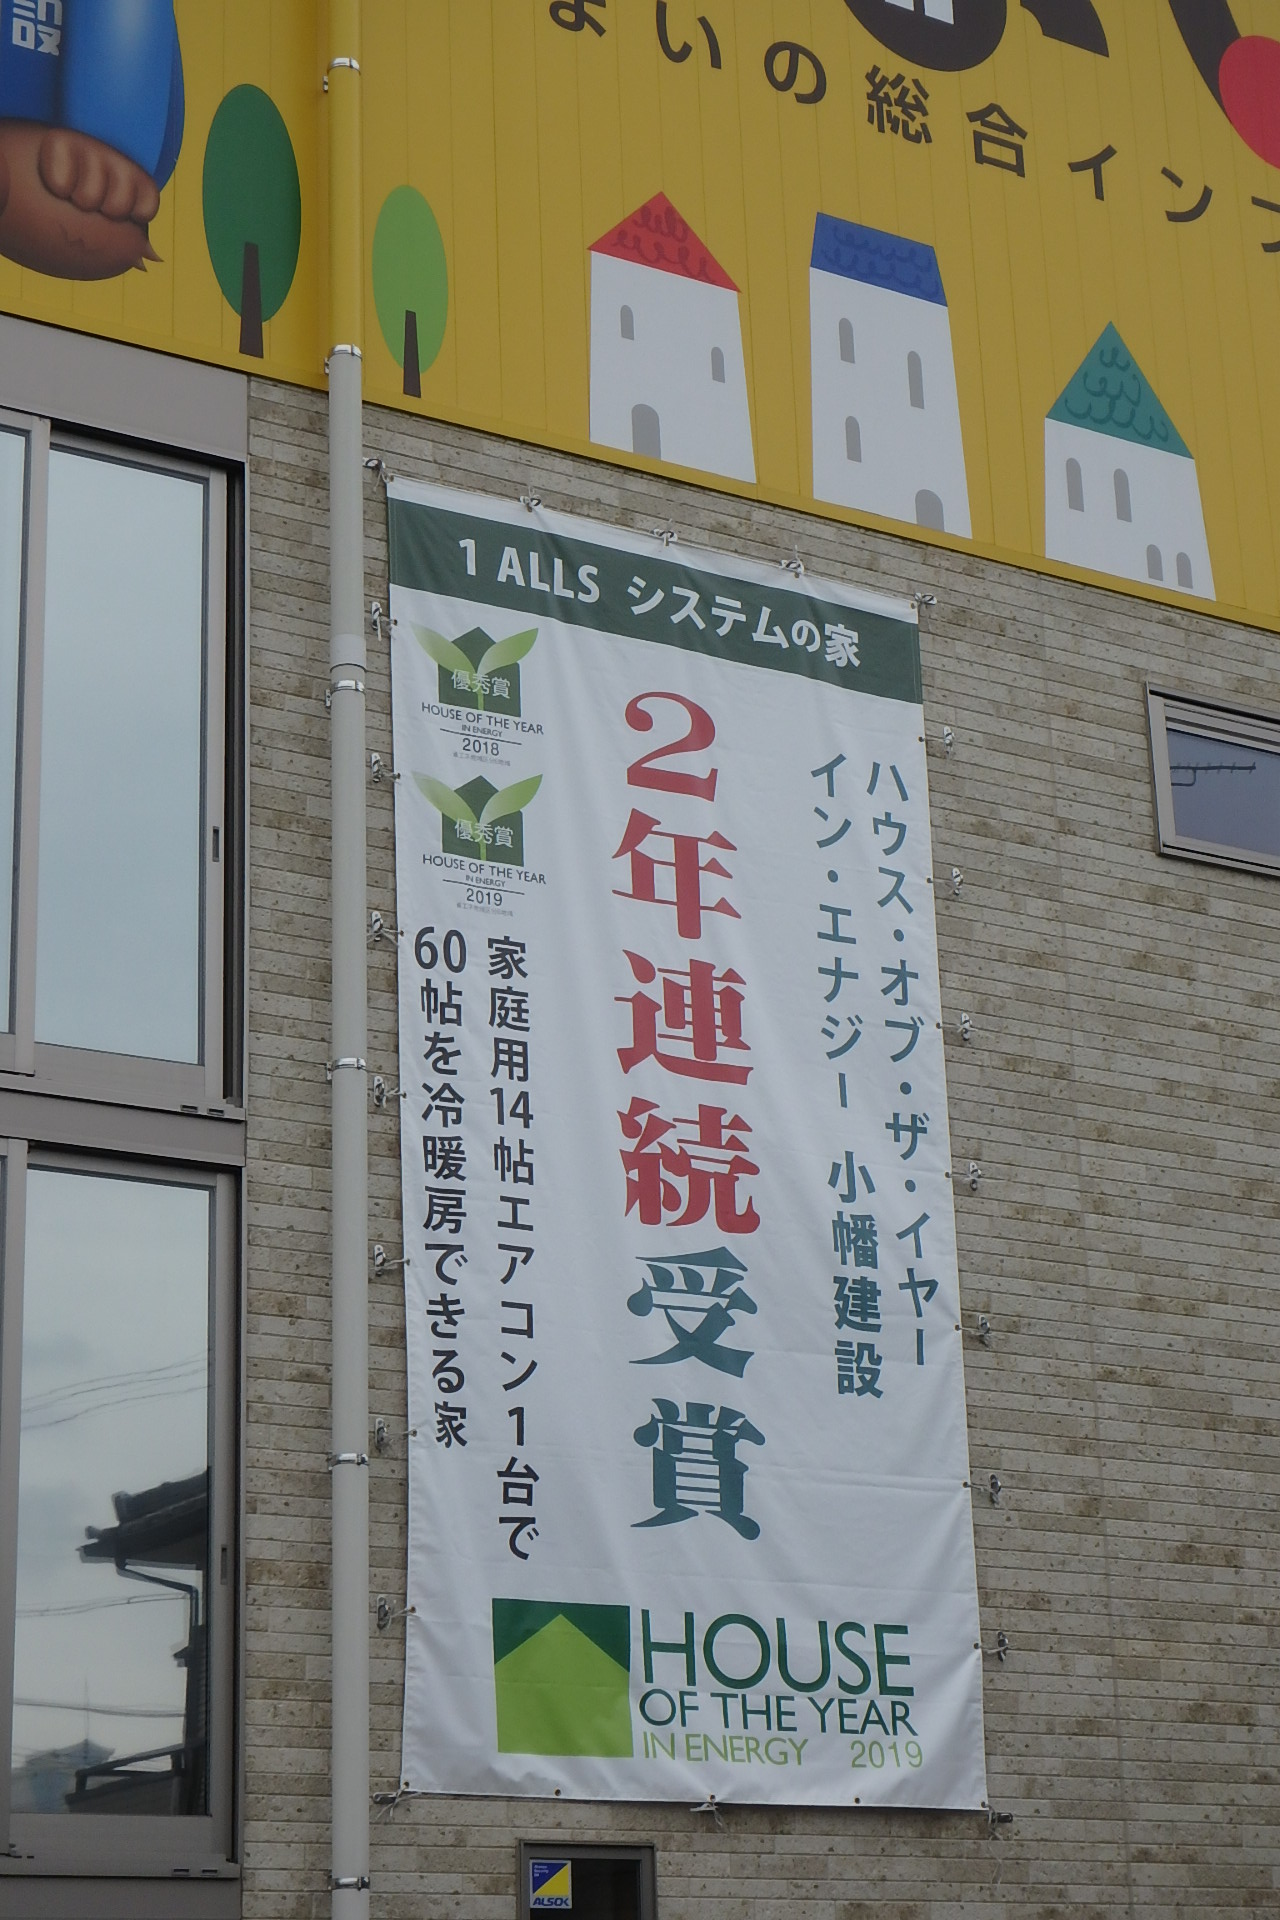 設
まいの総合インフ
1 ALLS システムの家
ハウス・オブ・ザ・イヤー
イン・エナジー 小幡建設
2年連続受賞
優秀賞
HOUSE OF THE YEAR
IN ENERGY
2018
優秀賞
HOUSE OF THE YEAR
IN ENERGY
2019
家庭用14帖エアコン1台で
60帖を冷暖房できる家
HOUSE
OF THE YEAR
IN ENERGY 2019
ALSOK